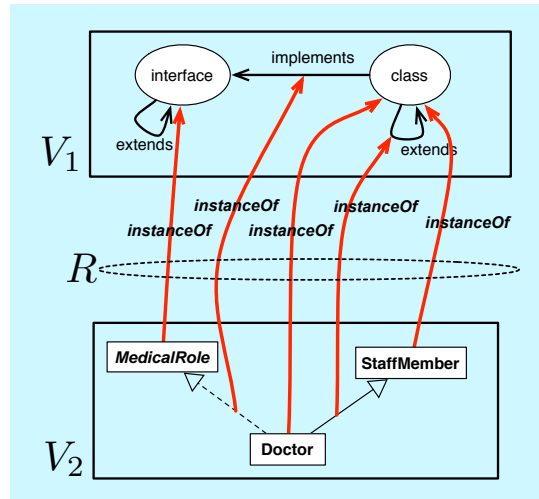 implements
interface
class
extends
extends
V1
instanceOf
instanceOf
instanceOf
instanceOf
instanceOf
R
MedicalRole
StaffMember
Doctor
V2